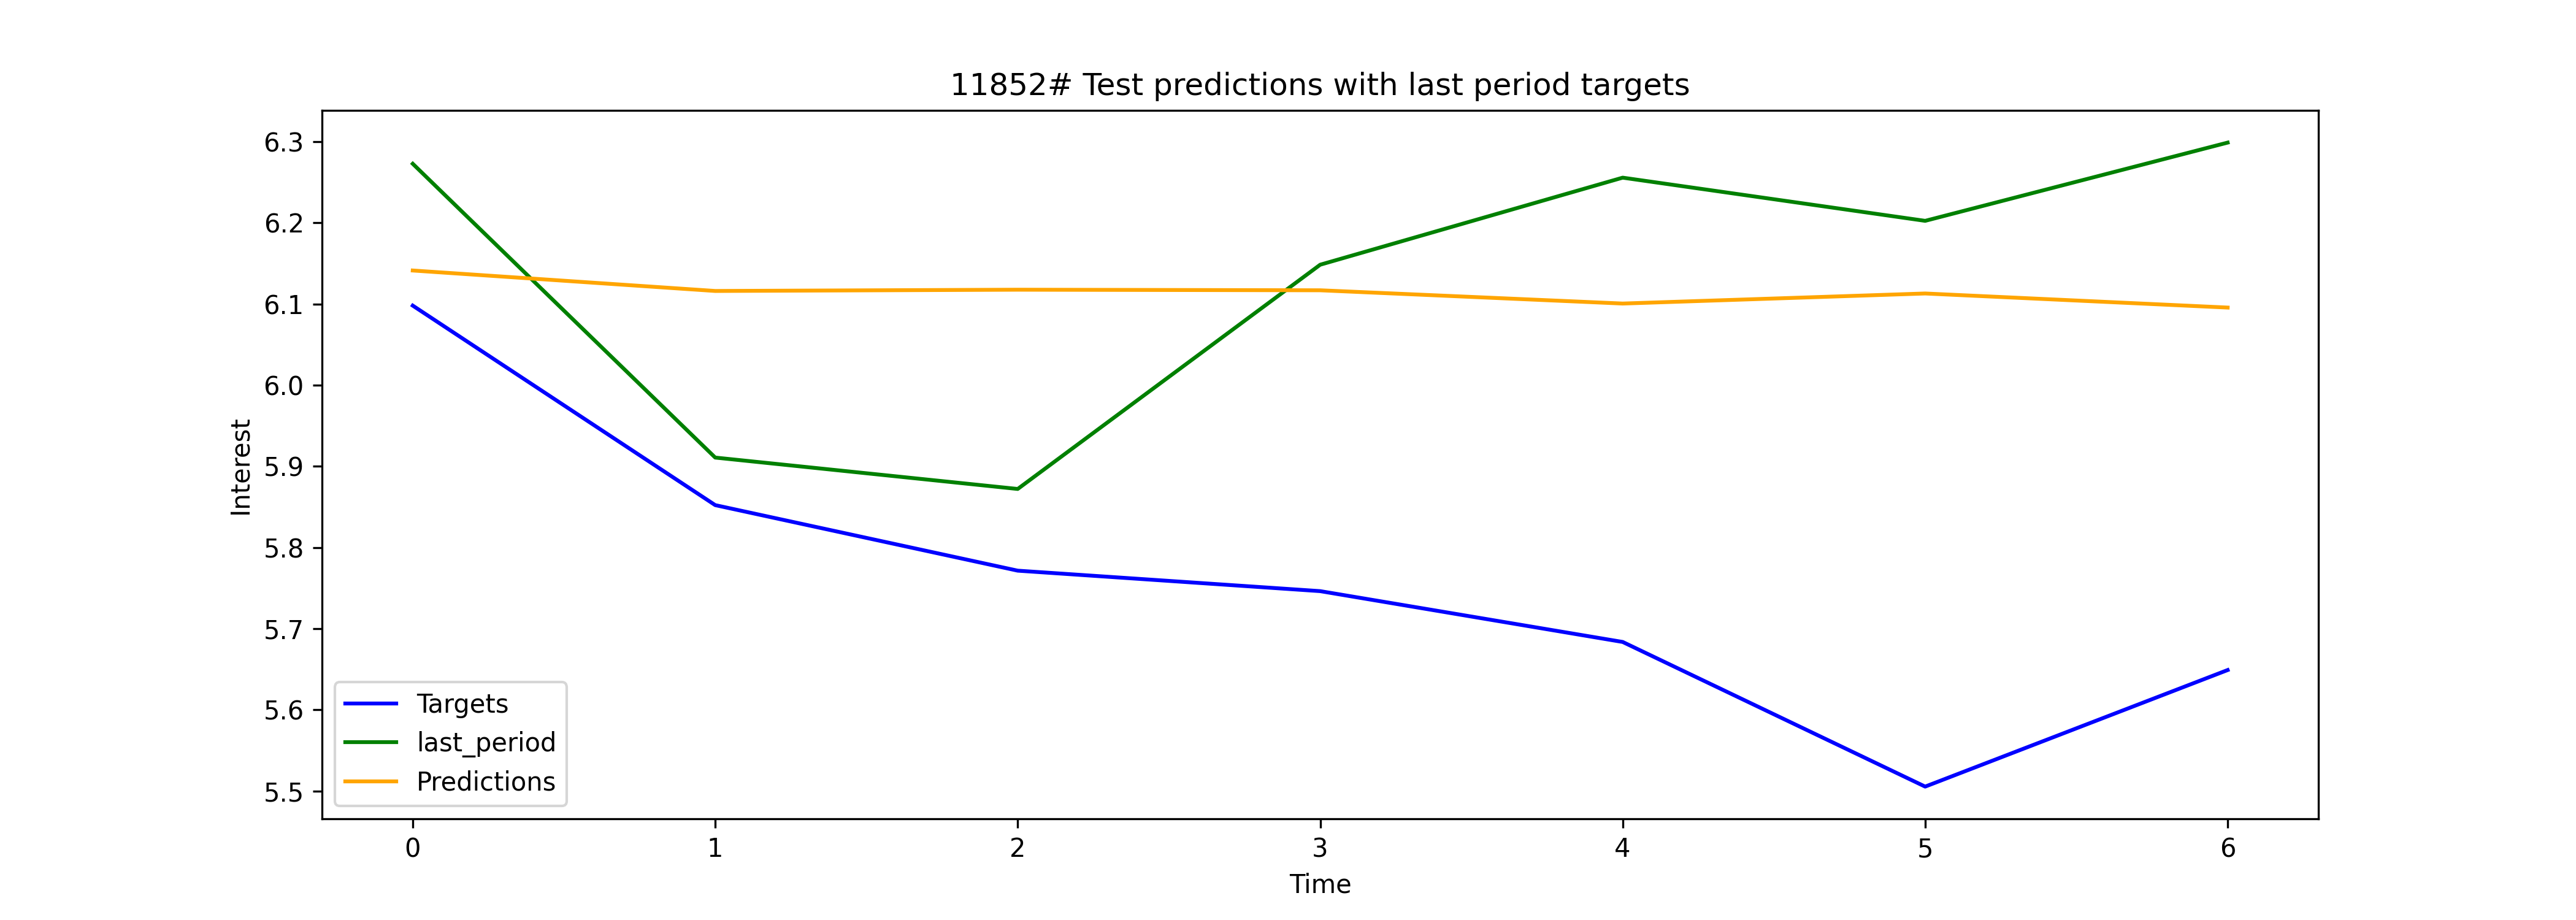 11852# Test predictions with last period targets
6.3
6.2
6.1
6.0
5.9
5.8
5.7
5.6
5.5
Interest
Targets
last_period
Predictions
0 1 2 3 4 5 6
Time